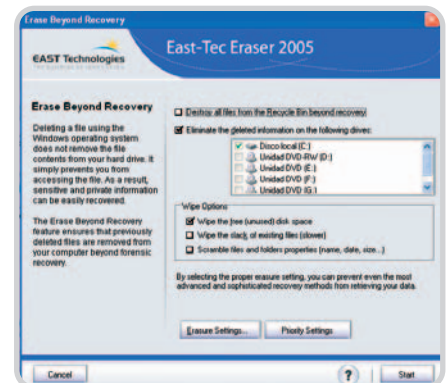 Erase Beyond Recovery
EAST Technologies
East-Tec Eraser 2005
Erase Beyond Recovery
Deleting a file using the
Windows operating system
does not remove the file
contents from your hard drive. It
simply prevents you from
accessing the file. As a result,
sensitive and private information
can be easily recovered.
The Erase Beyond Recovery
feature ensures that previously
deleted files are removed from
your computer beyond forensic
recovery.
Destroy all files from the Recycle Bin beyond recovery
Eliminate the deleted information on the following drives:
Disco local (C:)
Unidad DVD-RW (D:)
Unidad DVD (E:)
Unidad DVD (F:)
Unidad DVD (G:)
Wipe Options
Wipe the free (unused) disk space
Wipe the slack of existing files (slower)
Scramble files and folders properties (name, date, size...)
By selecting the proper erasure setting, you can prevent even the most
advanced and sophisticated recovery methods from retrieving your data.
Erasure Settings...
Priority Settings
Cancel
?
Start